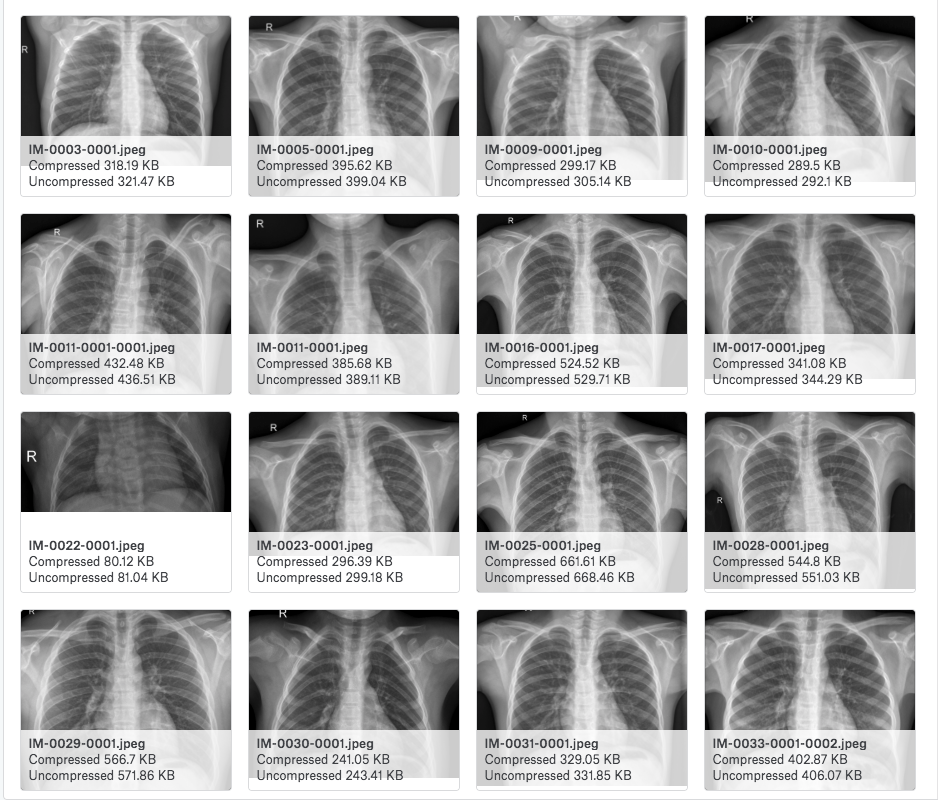 R
R
R
R
IM-0003-0001.jpeg
Compressed 318.19 KB
Uncompressed 321.47 KB
IM-0005-0001.jpeg
Compressed 395.62 KB
Uncompressed 399.04 KB
IM-0009-0001.jpeg
Compressed 299.17 KB
Uncompressed 305.14 KB
IM-0010-0001.jpeg
Compressed 289.5 KB
Uncompressed 292.1 KB
R
R
R
IM-0011-0001-0001.jpeg
Compressed 432.48 KB
Uncompressed 436.51 KB
IM-0011-0001.jpeg
Compressed 385.68 KB
Uncompressed 389.11 KB
IM-0016-0001.jpeg
Compressed 524.52 KB
Uncompressed 529.71 KB
IM-0017-0001.jpeg
Compressed 341.08 KB
Uncompressed 344.29 KB
R
R
R
R
IM-0022-0001.jpeg
Compressed 80.12 KB
Uncompressed 81.04 KB
IM-0023-0001.jpeg
Compressed 296.39 KB
Uncompressed 299.18 KB
IM-0025-0001.jpeg
Compressed 661.61 KB
Uncompressed 668.46 KB
IM-0028-0001.jpeg
Compressed 544.8 KB
Uncompressed 551.03 KB
R
R
IM-0029-0001.jpeg
Compressed 566.7 KB
Uncompressed 571.86 KB
IM-0030-0001.jpeg
Compressed 241.05 KB
Uncompressed 243.41 KB
IM-0031-0001.jpeg
Compressed 329.05 KB
Uncompressed 331.85 KB
IM-0033-0001-0002.jpeg
Compressed 402.87 KB
Uncompressed 406.07 KB